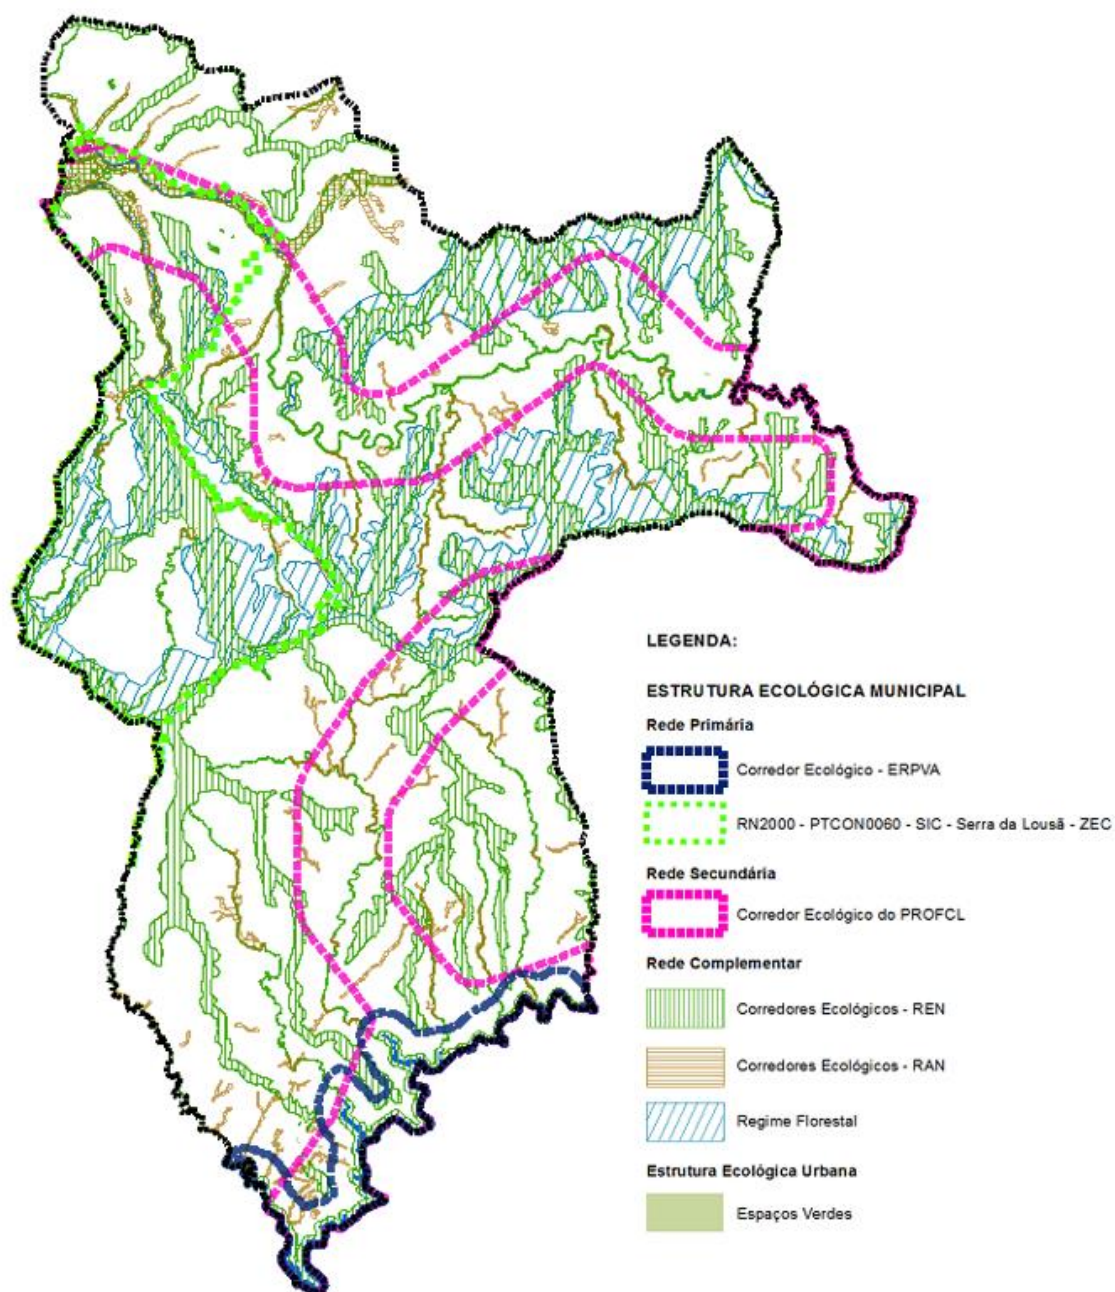 LEGENDA:
ESTRUTURA ECOLÓGICA MUNICIPAL
Rede Primária
Corredor Ecológico - ERPVA
RN2000 - PTCON0060 - SIC - Serra da Lousã - ZEC
Rede Secundária
Corredor Ecológico do PROFCL
Rede Complementar
Corredores Ecológicos - REN
Corredores Ecológicos - RAN
Regime Florestal
Estrutura Ecológica Urbana
Espaços Verdes